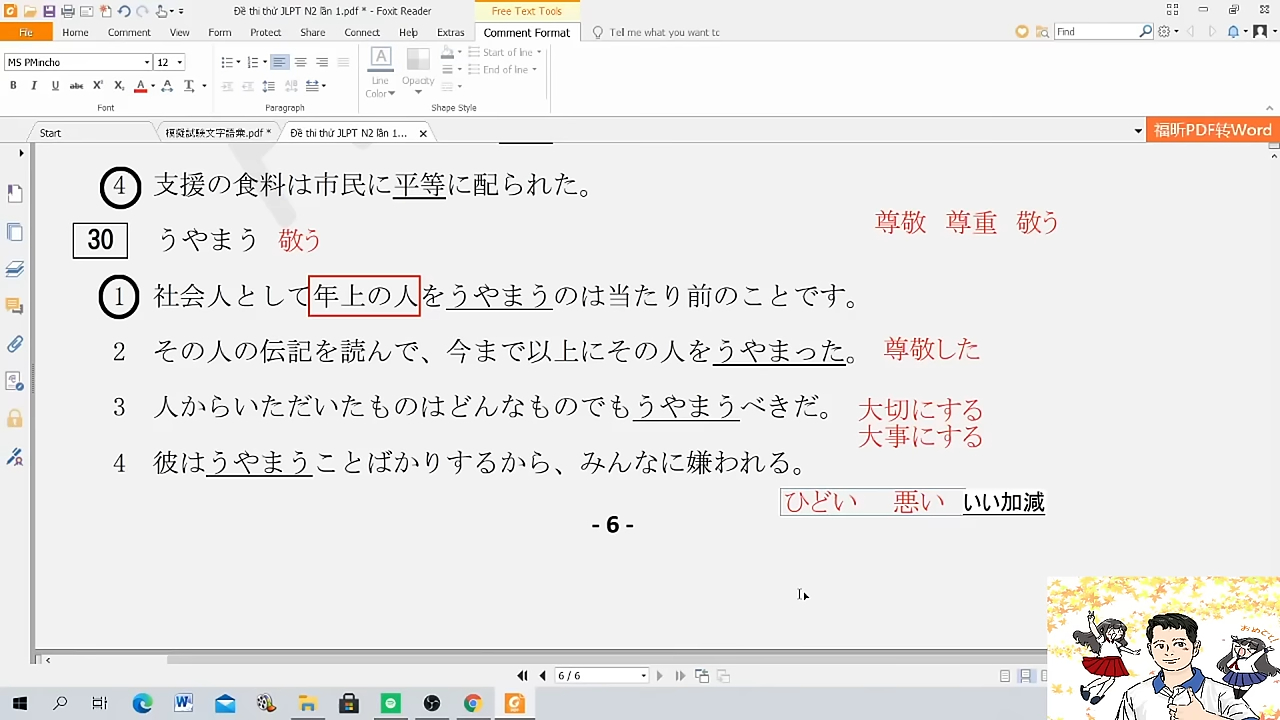 Đề thi thử JLPT N2 lần 1.pdf * - Foxit Reader
Free Text Tools
File Home Comment View Form Protect Share Connect Help Extras Comment Format Tell me what you want to Find
MS PMincho 12
Start of line
End of line
Line Color
Opacity
Font Paragraph Shape Style
Start 模擬試験文字語彙.pdf * Đề thi thử JLPT N2 lần 1... 福昕PDF转Word
4 支援の食料は市民に平等に配られた。
尊敬 尊重 敬う
30 うやまう 敬う
1 社会人として年上の人をうやまうのは当たり前のことです。
2 その人の伝記を読んで、今まで以上にその人をうやまった。 尊敬した
3 人からいただいたものはどんなものでもうやまうべきだ。 大切にする
大事にする
4 彼はうやまうことばかりするから、みんなに嫌われる。
ひどい 悪い いい加減
- 6 -
おめでとう!
6 / 6